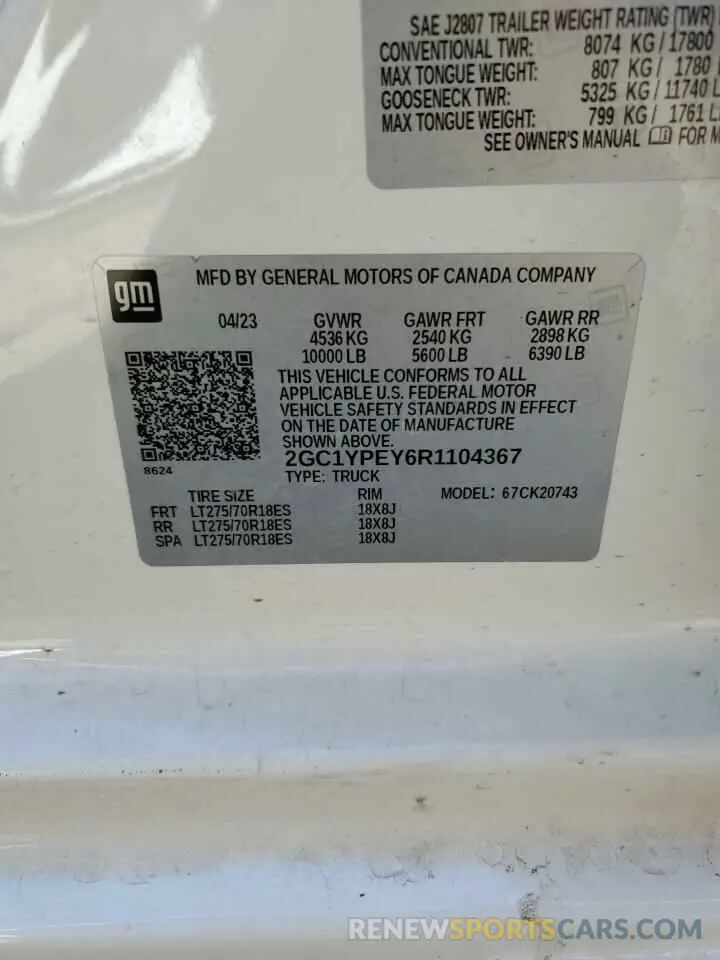 SAE J2807 TRAILER WEIGHT RATING (TWR)
CONVENTIONAL TWR: 8074 KG/17800
MAX TONGUE WEIGHT: 807 KG/ 1780
GOOSENECK TWR: 5325 KG/11740 L
MAX TONGUE WEIGHT: 799 KG/ 1761 L
SEE OWNER'S MANUAL FOR M
gm
MFD BY GENERAL MOTORS OF CANADA COMPANY
04/23 GVWR GAWR FRT GAWR RR
4536 KG 2540 KG 2898 KG
10000 LB 5600 LB 6390 LB
THIS VEHICLE CONFORMS TO ALL
APPLICABLE U.S. FEDERAL MOTOR
VEHICLE SAFETY STANDARDS IN EFFECT
ON THE DATE OF MANUFACTURE
SHOWN ABOVE.
8624
2GC1YPEY6R1104367
TYPE: TRUCK
TIRE SIZE RIM MODEL: 67CK20743
FRT LT275/70R18ES 18X8J
RR LT275/70R18ES 18X8J
SPA LT275/70R18ES 18X8J
RENEWSPORTSCARS.COM